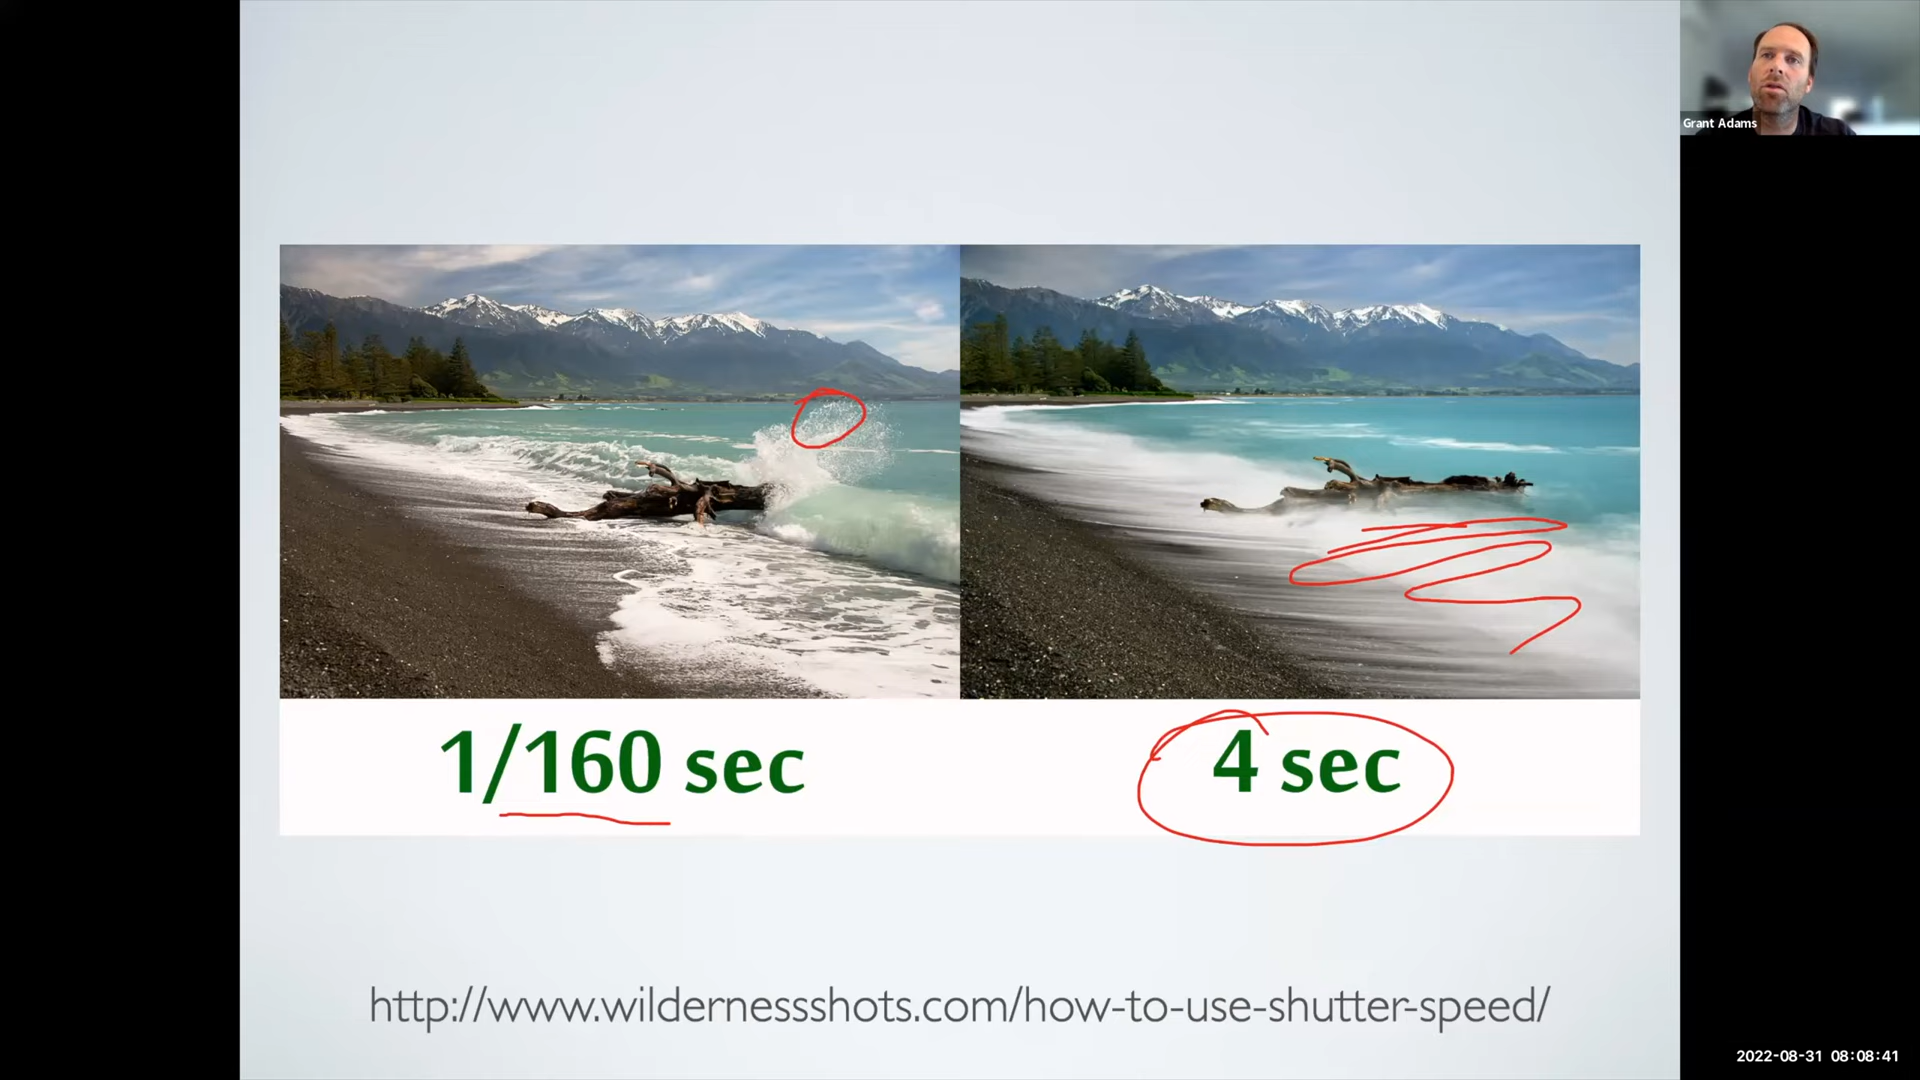 Grant Adams
1/160 sec
4 sec
http://www.wildernessshots.com/how-to-use-shutter-speed/
2022-08-31 08:08:41